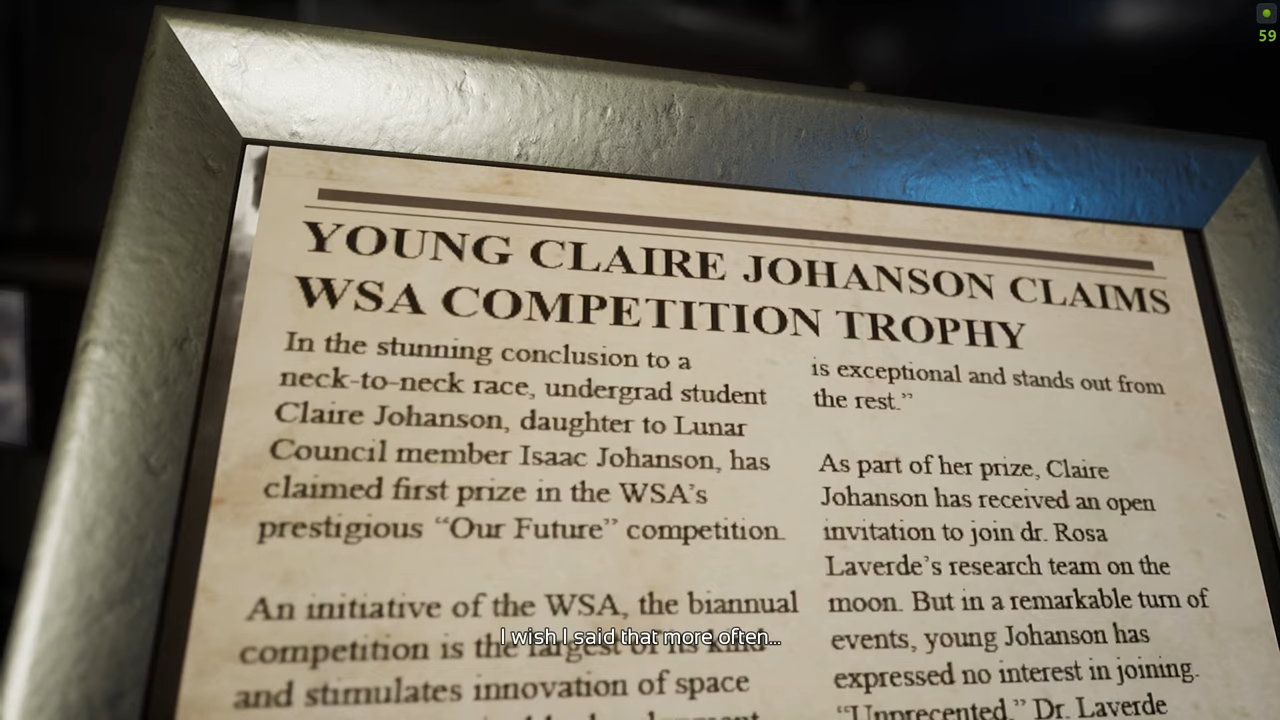 59
YOUNG CLAIRE JOHANSON CLAIMS
WSA COMPETITION TROPHY
In the stunning conclusion to a
neck-to-neck race, undergrad student
Claire Johanson, daughter to Lunar
Council member Isaac Johanson, has
claimed first prize in the WSA's
prestigious “Our Future” competition.
An initiative of the WSA, the biannual
competition is the largest of its kind
and stimulates innovation of space
is exceptional and stands out from
the rest.”
As part of her prize, Claire
Johanson has received an open
invitation to join dr. Rosa
Laverde's research team on the
moon. But in a remarkable turn of
events, young Johanson has
expressed no interest in joining.
“Unprecedented,” Dr. Laverde
I wish I said that more often...